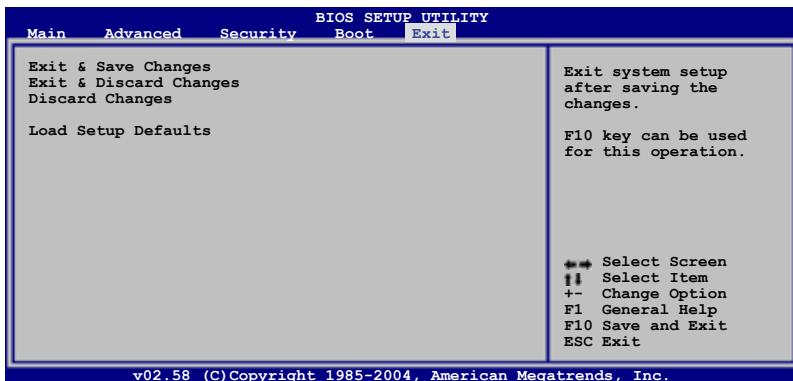 BIOS SETUP UTILITY
Main Advanced Security Boot Exit
Exit & Save Changes
Exit & Discard Changes
Discard Changes
Load Setup Defaults
Exit system setup
after saving the
changes.
F10 key can be used
for this operation.
Select Screen
Select Item
+- Change Option
F1 General Help
F10 Save and Exit
ESC Exit
v02.58 (C)Copyright 1985-2004, American Megatrends, Inc.